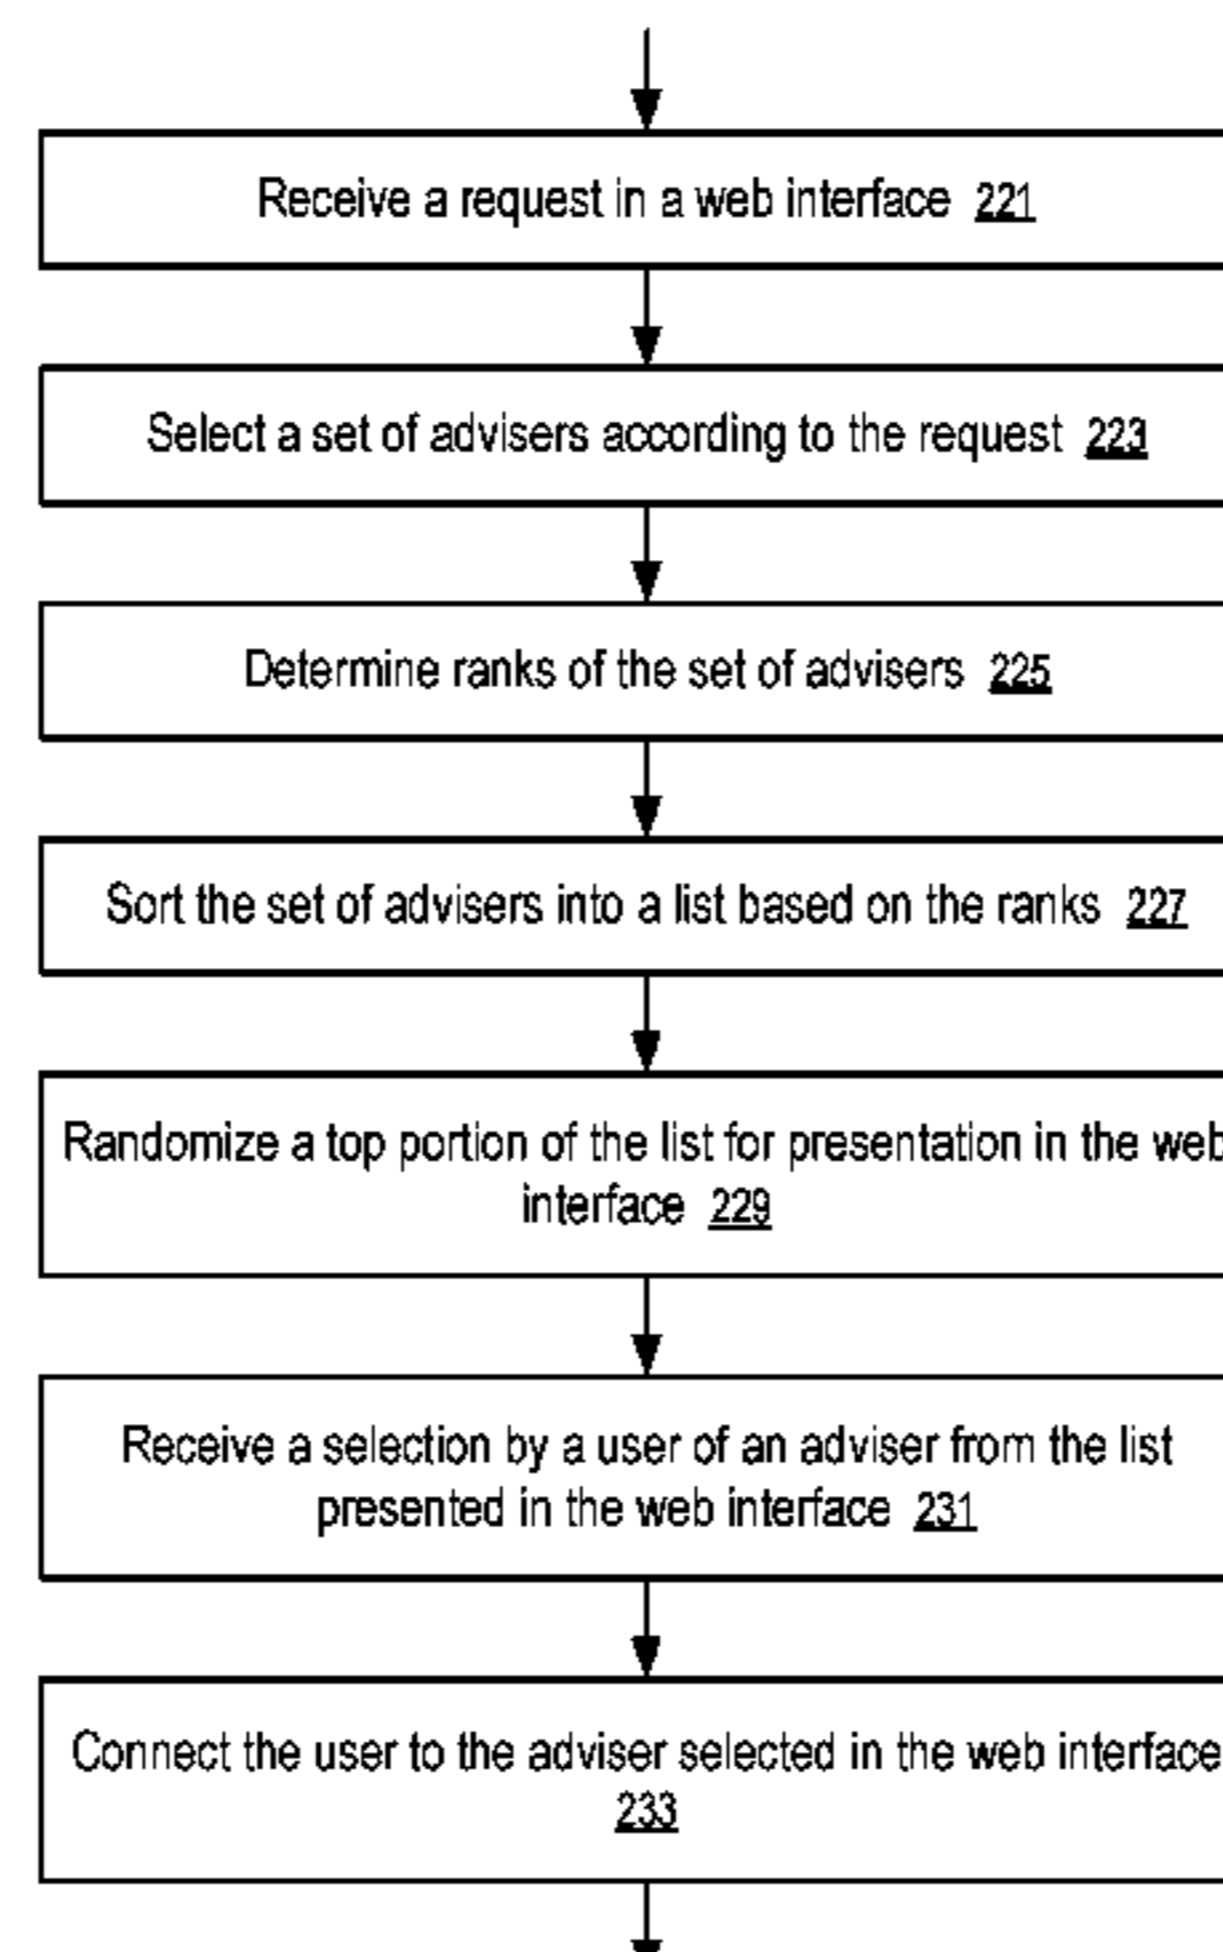 Receive a request in a web interface 221
Select a set of advisers according to the request 223
Determine ranks of the set of advisers 225
Sort the set of advisers into a list based on the ranks 227
Randomize a top portion of the list for presentation in the web
interface 229
Receive a selection by a user of an adviser from the list
presented in the web interface 231
Connect the user to the adviser selected in the web interface
233